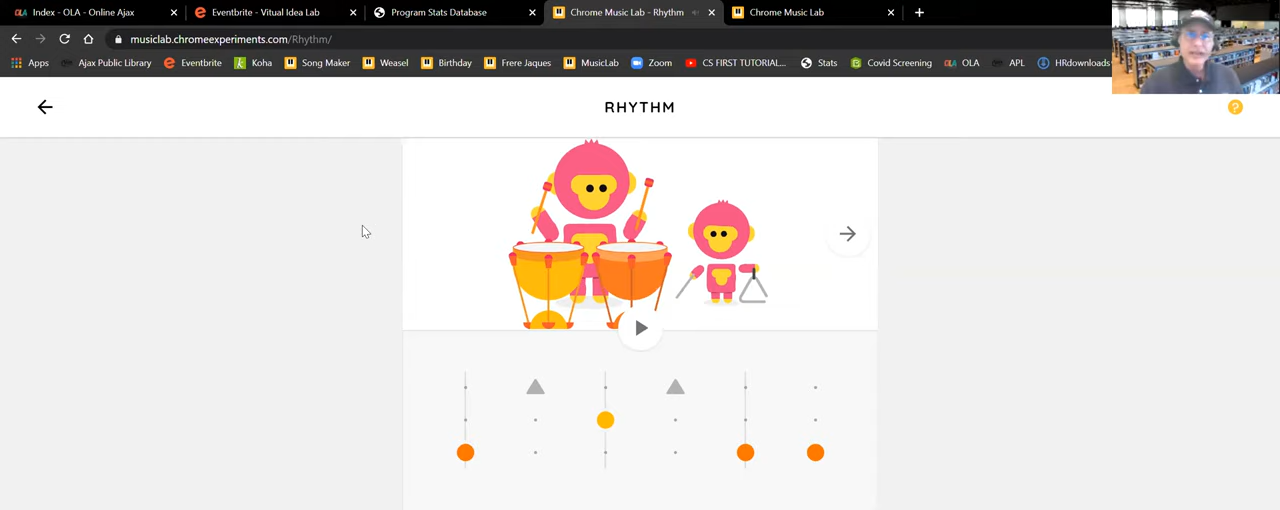 OLA Index - OLA - Online Ajax
Eventbrite - Vitual Idea Lab
Program Stats Database
Chrome Music Lab - Rhythm
Chrome Music Lab
musiclab.chromeexperiments.com/Rhythm/
Apps Ajax Public Library Eventbrite Koha Song Maker Weasel Birthday Frere Jaques MusicLab Zoom CS FIRST TUTORIAL... Stats Covid Screening OLA OLA APL HRdownloads
RHYTHM
?